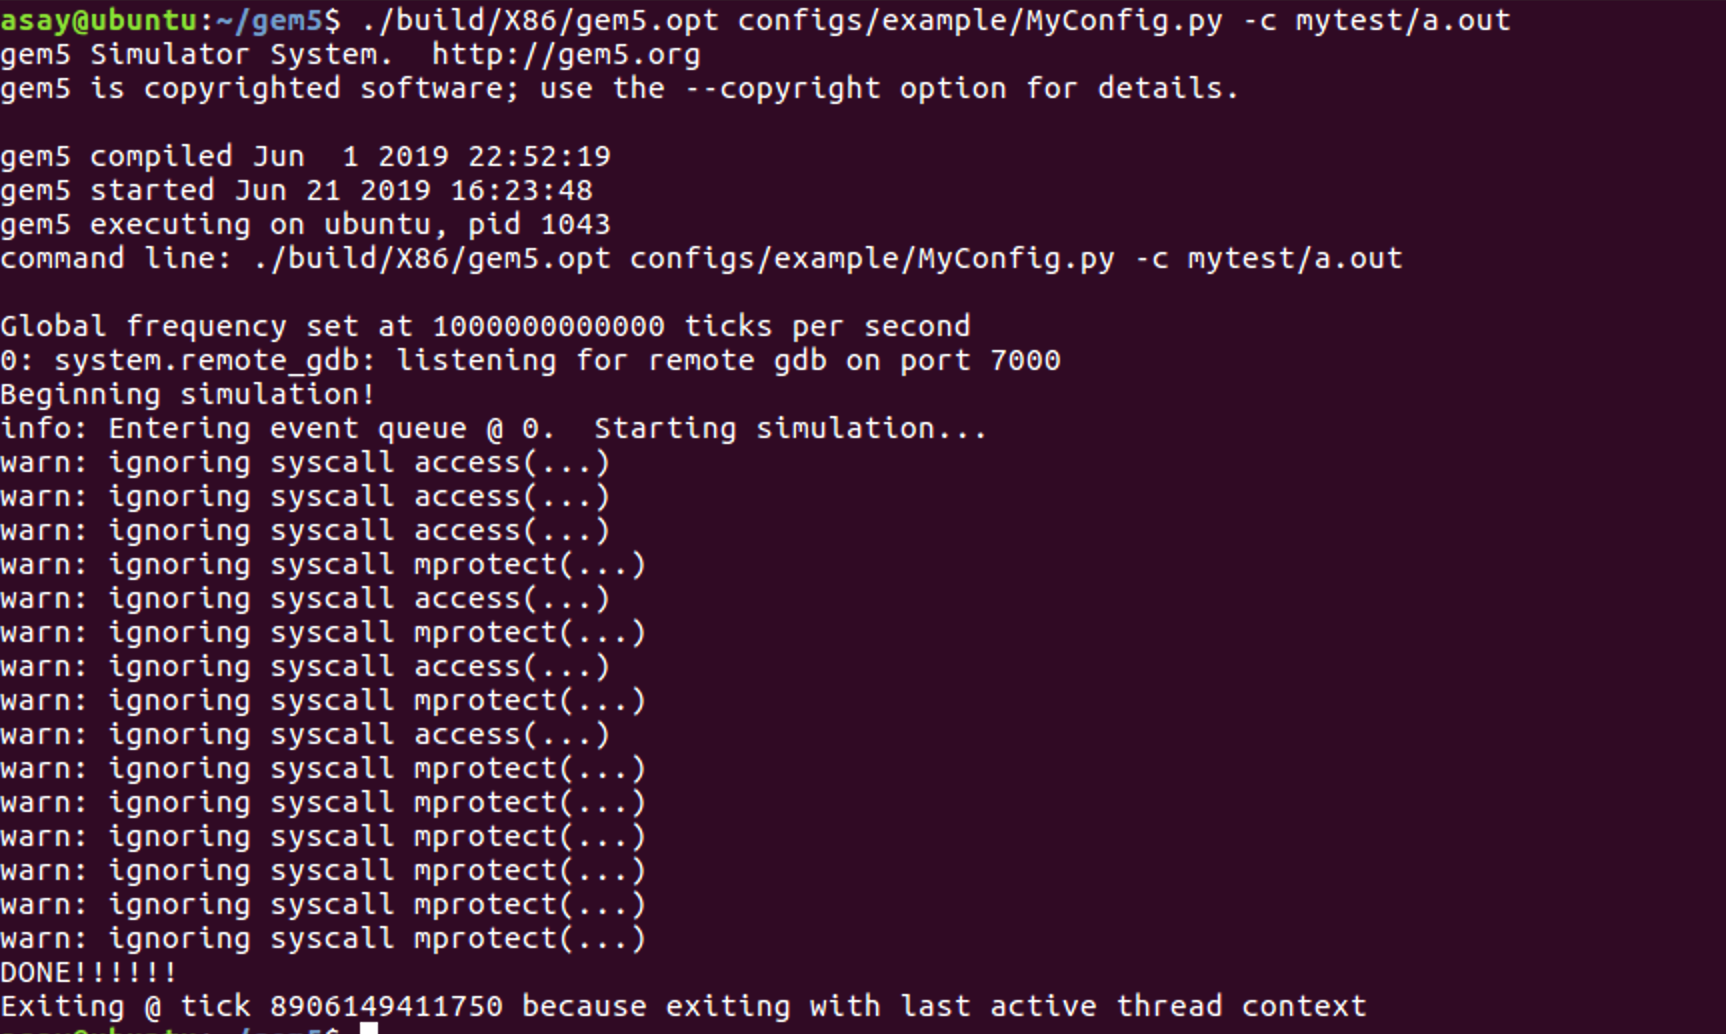 asay@ubuntu:~/gem5$ ./build/X86/gem5.opt configs/example/MyConfig.py -c mytest/a.out
gem5 Simulator System.  http://gem5.org
gem5 is copyrighted software; use the --copyright option for details.
gem5 compiled Jun  1 2019 22:52:19
gem5 started Jun 21 2019 16:23:48
gem5 executing on ubuntu, pid 1043
command line: ./build/X86/gem5.opt configs/example/MyConfig.py -c mytest/a.out
Global frequency set at 1000000000000 ticks per second
0: system.remote_gdb: listening for remote gdb on port 7000
Beginning simulation!
info: Entering event queue @ 0.  Starting simulation...
warn: ignoring syscall access(...)
warn: ignoring syscall access(...)
warn: ignoring syscall access(...)
warn: ignoring syscall mprotect(...)
warn: ignoring syscall access(...)
warn: ignoring syscall mprotect(...)
warn: ignoring syscall access(...)
warn: ignoring syscall mprotect(...)
warn: ignoring syscall access(...)
warn: ignoring syscall mprotect(...)
warn: ignoring syscall mprotect(...)
warn: ignoring syscall mprotect(...)
warn: ignoring syscall mprotect(...)
warn: ignoring syscall mprotect(...)
warn: ignoring syscall mprotect(...)
DONE!!!!!!
Exiting @ tick 8906149411750 because exiting with last active thread context